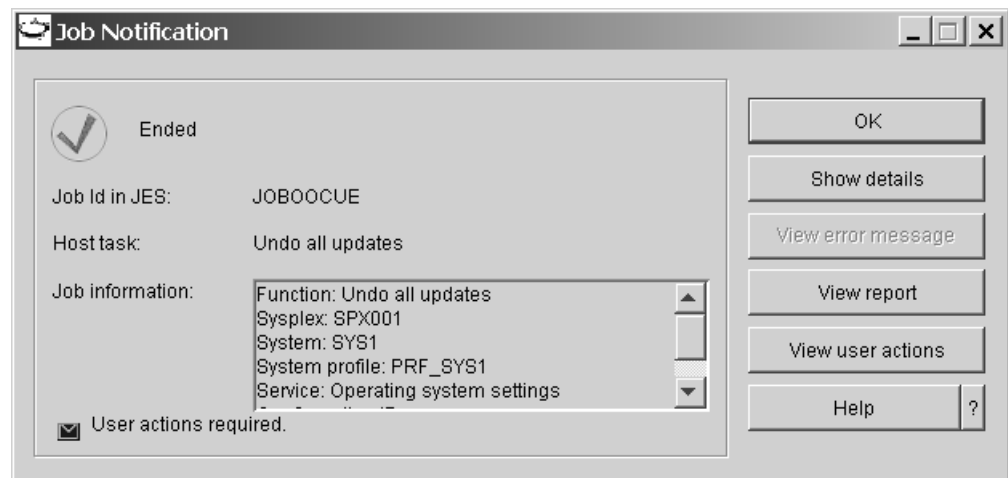 Job Notification
Ended
Job Id in JES: JOBOOCUE
Host task: Undo all updates
Job information:
Function: Undo all updates
Sysplex: SPX001
System: SYS1
System profile: PRF_SYS1
Service: Operating system settings
User actions required.
OK
Show details
View error message
View report
View user actions
Help ?